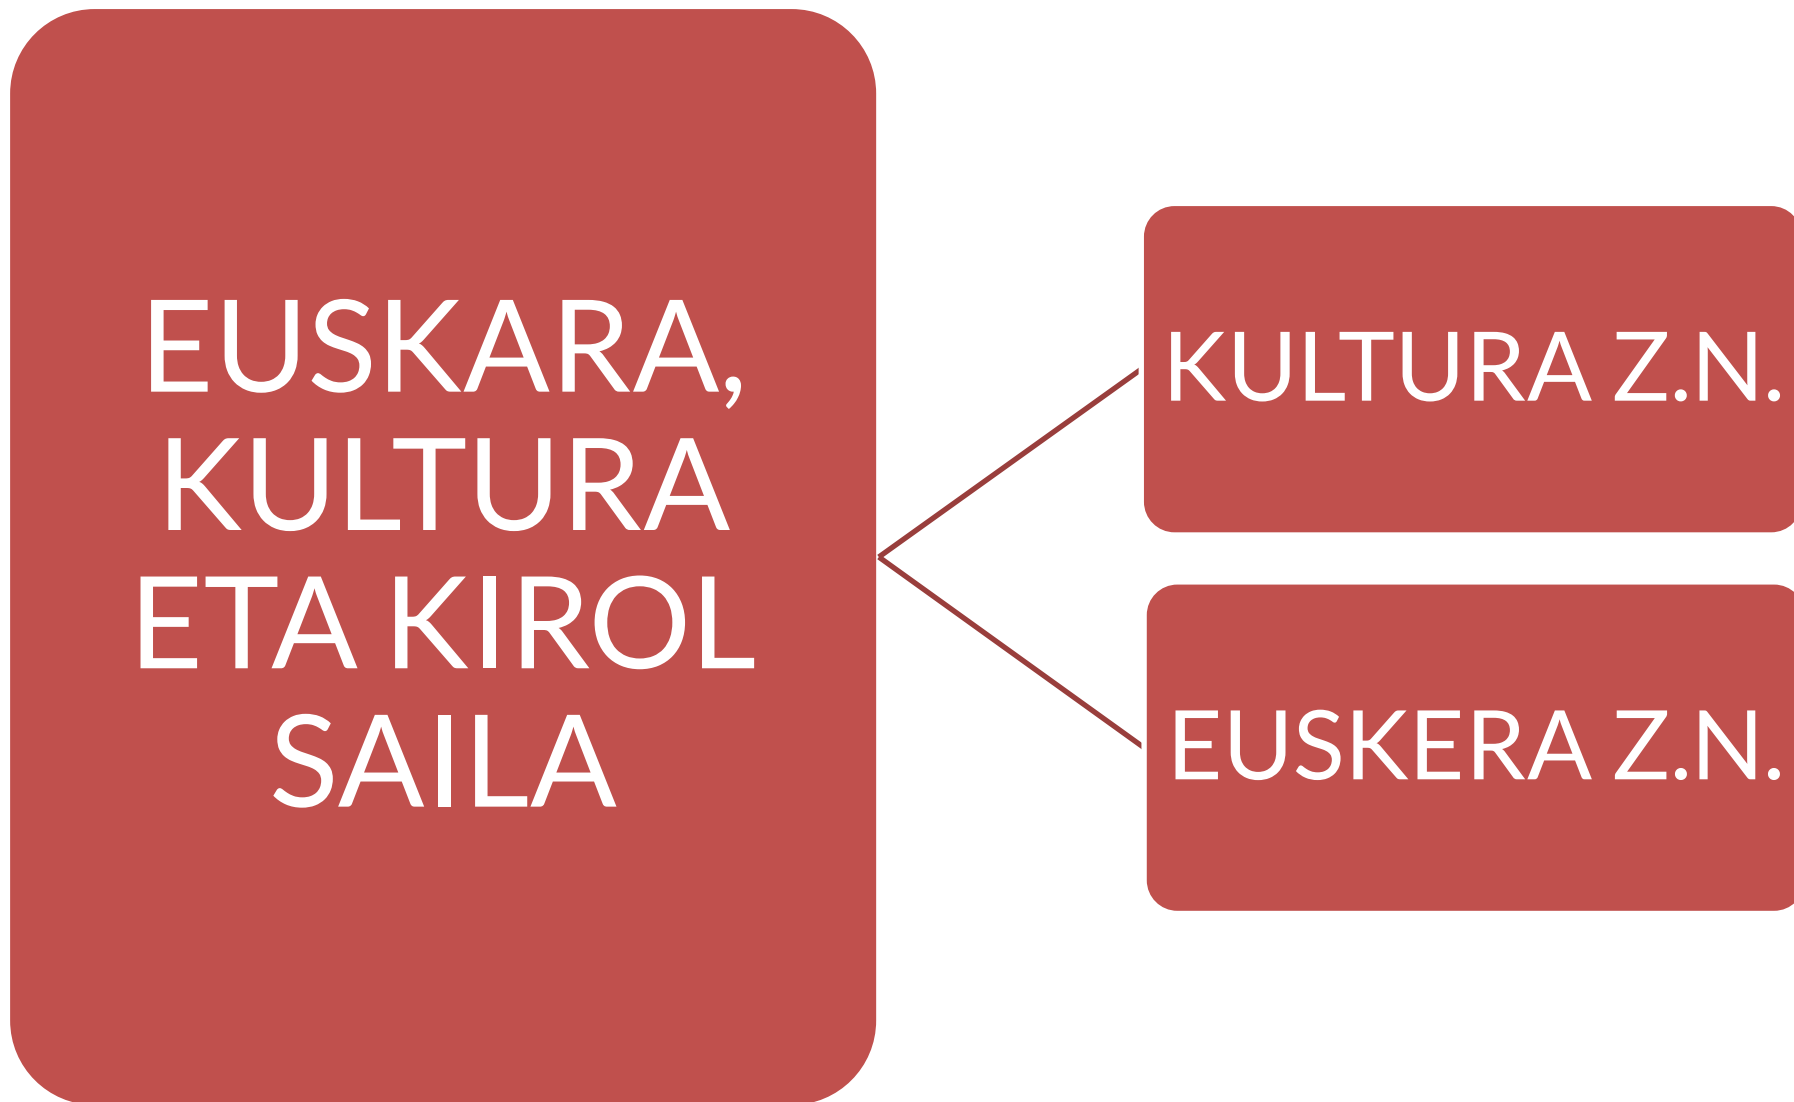 EUSKARA,
KULTURA
ETA KIROL
SAILA
KULTURA Z.N.
EUSKERA Z.N.